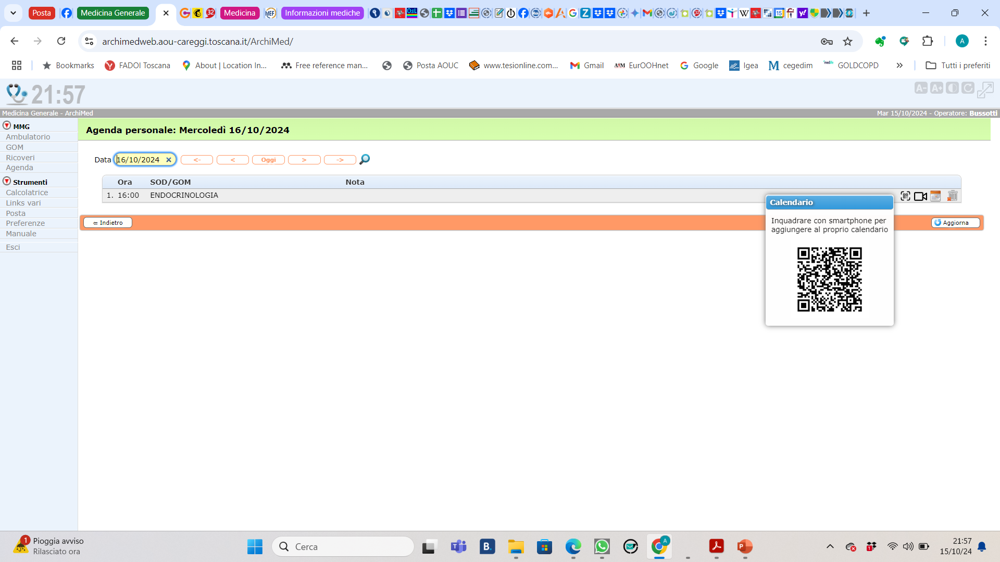 Posta
Medicina Generale
32
Medicina
MEF
Informazioni mediche
archimedweb.aou-careggi.toscana.it/ArchiMed/
A
Bookmarks
FADOI Toscana
About | Location In...
Free reference man...
Posta AOUC
www.tesionline.com...
Gmail
EurOOHnet
Google
Igea
cegedim
GOLDCOPD
Tutti i preferiti
21:57
A- A+
Medicina Generale - ArchiMed
Mar 15/10/2024 - Operatore: Bussotti
MMG
Ambulatorio
GOM
Ricoveri
Agenda
Strumenti
Calcolatrice
Links vari
Posta
Preferenze
Manuale
Esci
Agenda personale: Mercoledì 16/10/2024
Data 16/10/2024 × <- < Oggi > ->
Ora SOD/GOM Nota
1. 16:00 ENDOCRINOLOGIA
⇐ Indietro
Aggiorna
Calendario
Inquadrare con smartphone per
aggiungere al proprio calendario
1
Pioggia avviso
Rilasciato ora
Cerca
21:57
15/10/24